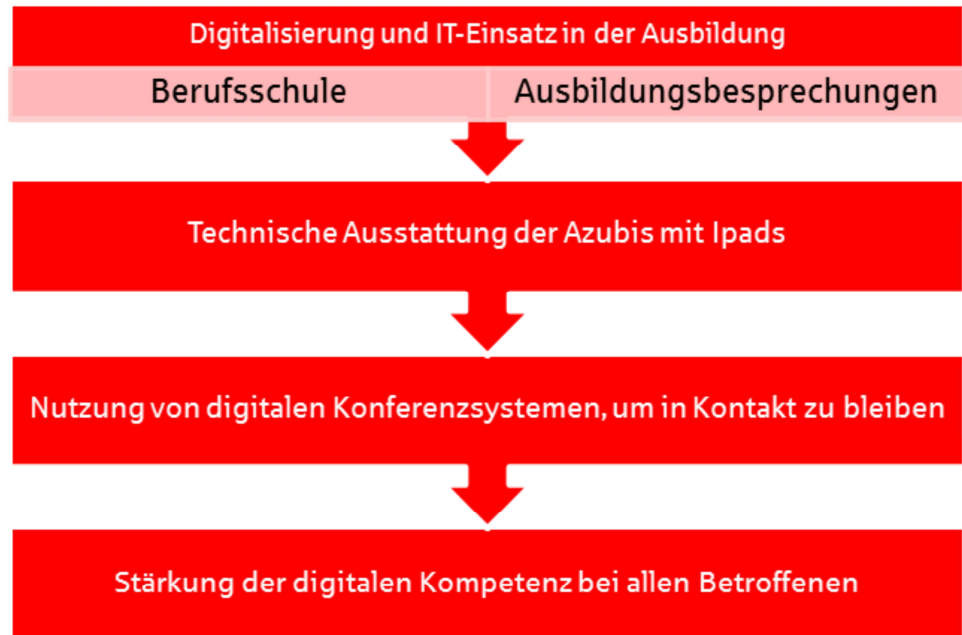 Digitalisierung und IT-Einsatz in der Ausbildung
Berufsschule
Ausbildungsbesprechungen
Technische Ausstattung der Azubis mit Ipads
Nutzung von digitalen Konferenzsystemen, um in Kontakt zu bleiben
Stärkung der digitalen Kompetenz bei allen Betroffenen